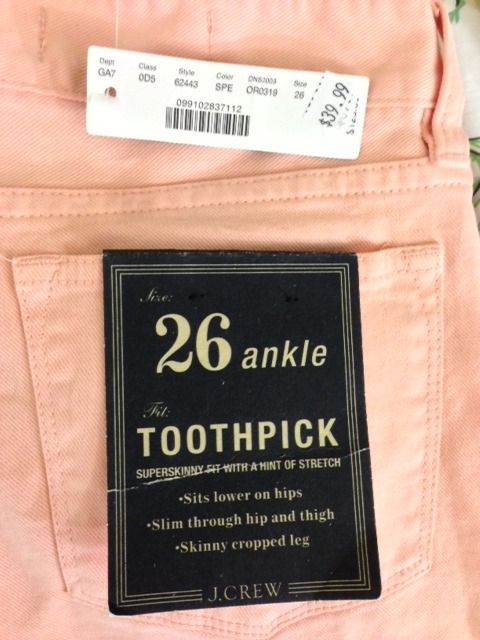 Dept Class Style Color DNS2003 Size
GA7 0D5 62443 SPE OR0319 26
099102837112
$39.99
Size:
26 ankle
Fit:
TOOTHPICK
SUPERSKINNY FIT WITH A HINT OF STRETCH
•Sits lower on hips
•Slim through hip and thigh
•Skinny cropped leg
J.CREW